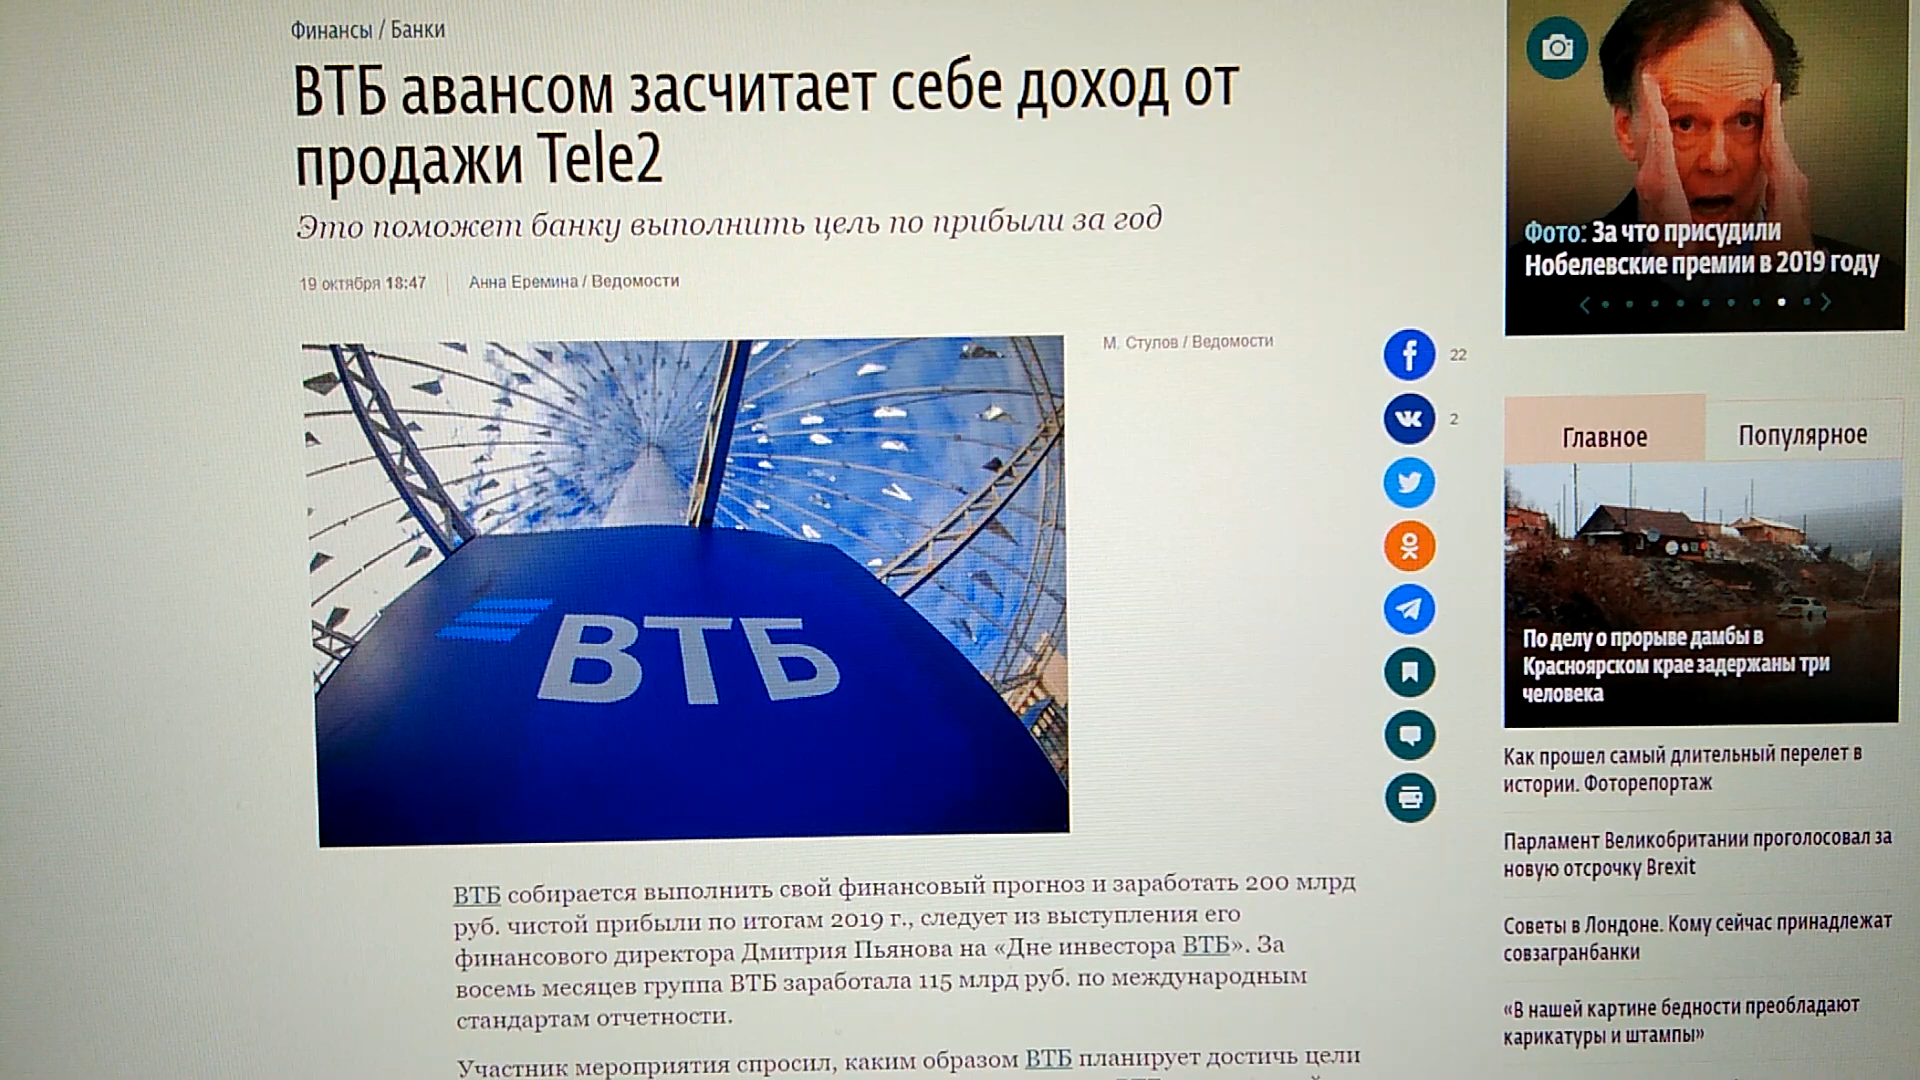 Финансы / Банки
ВТБ авансом засчитает себе доход от
продажи Tele2
Это поможет банку выполнить цель по прибыли за год
19 октября 18:47
Анна Еремина / Ведомости
М. Стулов / Ведомости
ВТБ
22
2
ВТБ собирается выполнить свой финансовый прогноз и заработать 200 млрд
руб. чистой прибыли по итогам 2019 г., следует из выступления его
финансового директора Дмитрия Пьянова на «Дне инвестора ВТБ». За
восемь месяцев группа ВТБ заработала 115 млрд руб. по международным
стандартам отчетности.
Участник мероприятия спросил, каким образом ВТБ планирует достичь цели
Фото: За что присудили
Нобелевские премии в 2019 году
Главное
Популярное
По делу о прорыве дамбы в
Красноярском крае задержаны три
человека
Как прошел самый длительный перелет в
истории. Фоторепортаж
Парламент Великобритании проголосовал за
новую отсрочку Brexit
Советы в Лондоне. Кому сейчас принадлежат
совзагранбанки
«В нашей картине бедности преобладают
карикатуры и штампы»